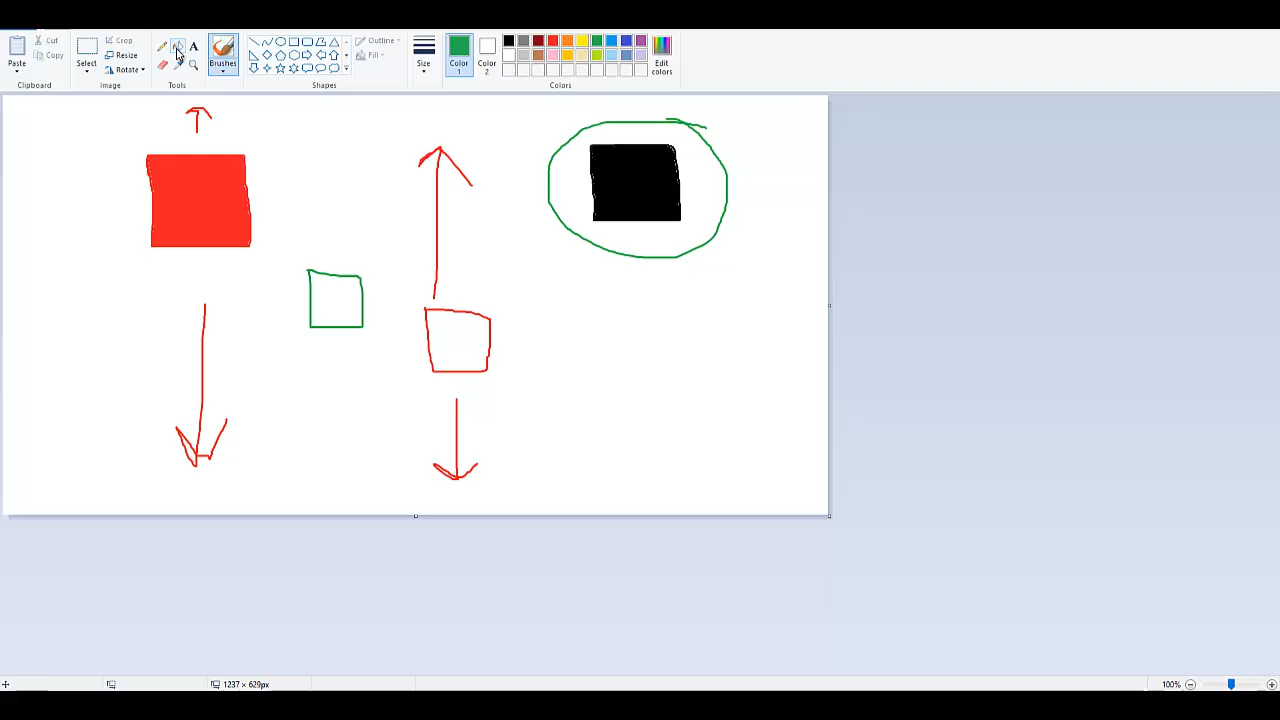 Cut
Copy
Paste
Clipboard
Select
Crop
Resize
Rotate
Image
A
Tools
Brushes
Outline
Fill
Shapes
Size
Color 1
Color 2
Edit colors
Colors
1237 × 629px
100%